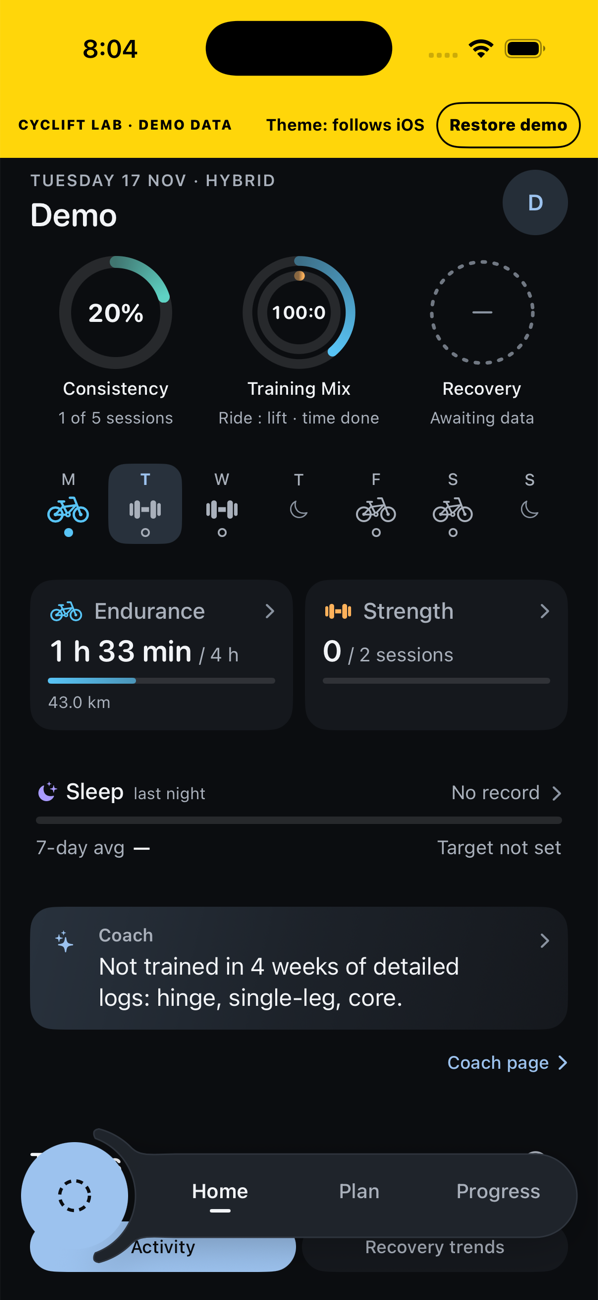 8:04
CYCLIFT LAB · DEMO DATA
Theme: follows iOS
Restore demo
TUESDAY 17 NOV · HYBRID
Demo
D
20%
100:0
—
Consistency
Training Mix
Recovery
1 of 5 sessions
Ride : lift · time done
Awaiting data
M
T
W
T
F
S
S
Endurance
1 h 33 min / 4 h
43.0 km
Strength
0 / 2 sessions
Sleep last night
No record
7-day avg —
Target not set
Coach
Not trained in 4 weeks of detailed
logs: hinge, single-leg, core.
Coach page
Home
Plan
Progress
Activity
Recovery trends